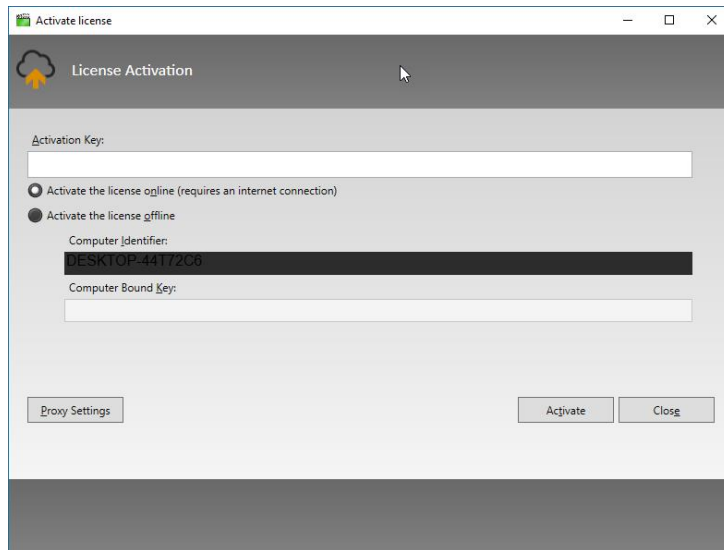 Activate license
License Activation
Activation Key:
Activate the license online (requires an internet connection)
Activate the license offline
Computer Identifier:
DESKTOP-44T72C6
Computer Bound Key:
Proxy Settings
Activate
Close